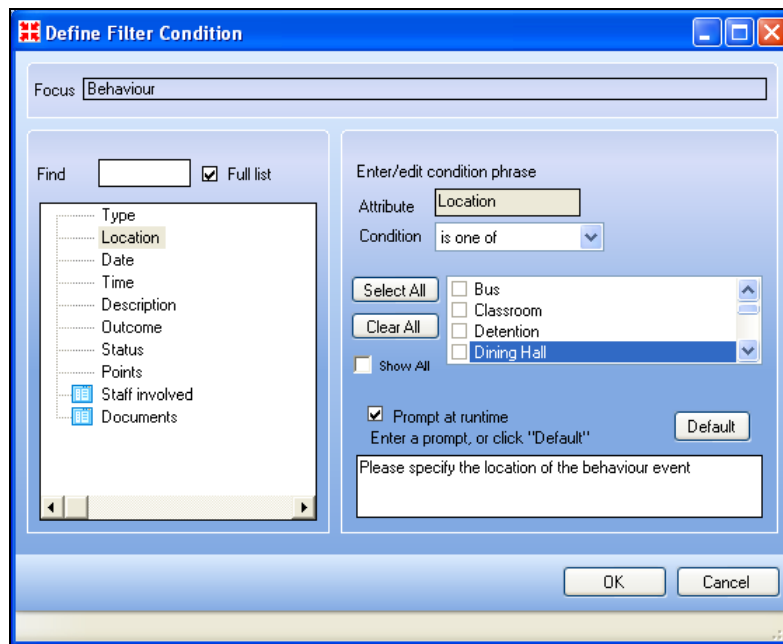 Define Filter Condition
Focus Behaviour
Find
Full list
Type
Location
Date
Time
Description
Outcome
Status
Points
Staff involved
Documents
Enter/edit condition phrase
Attribute Location
Condition is one of
Select All
Clear All
Show All
Bus
Classroom
Detention
Dining Hall
Prompt at runtime
Enter a prompt, or click "Default"
Default
Please specify the location of the behaviour event
OK Cancel